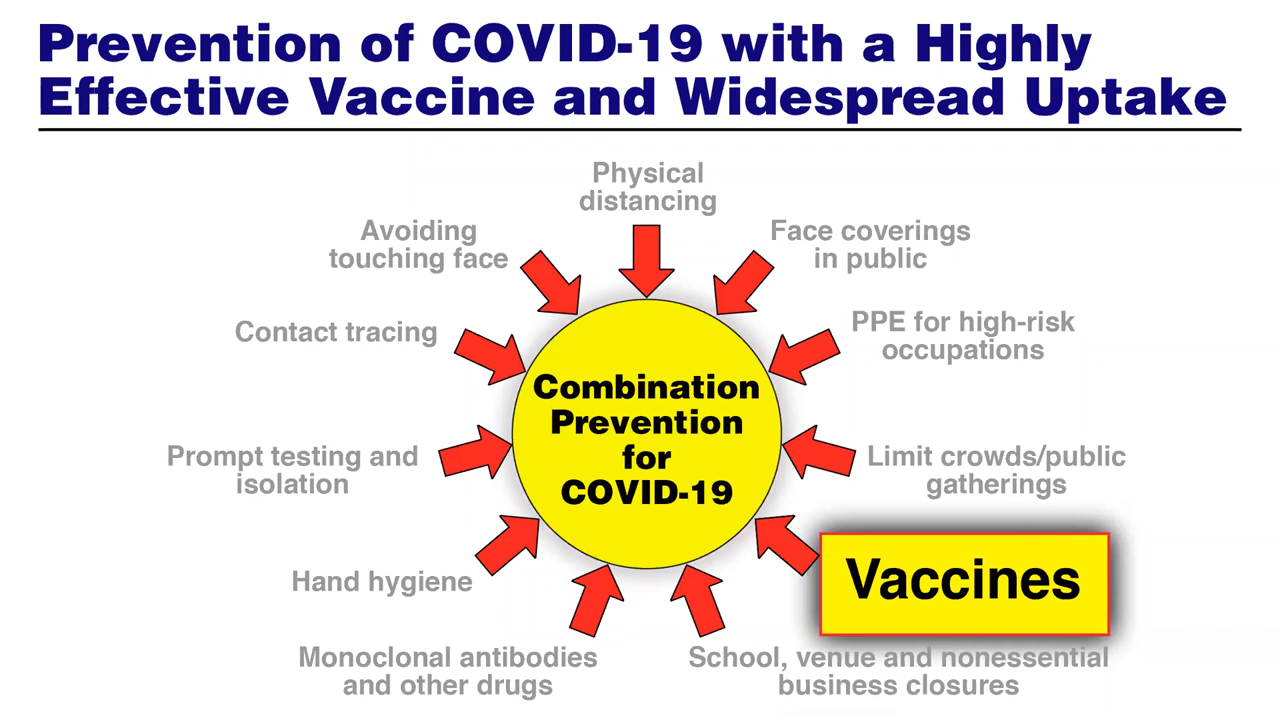 Prevention of COVID-19 with a Highly
Effective Vaccine and Widespread Uptake
Physical
distancing
Avoiding
touching face
Face coverings
in public
Contact tracing
PPE for high-risk
occupations
Combination
Prevention
for
COVID-19
Prompt testing and
isolation
Limit crowds/public
gatherings
Hand hygiene
Vaccines
Monoclonal antibodies
and other drugs
School, venue and nonessential
business closures